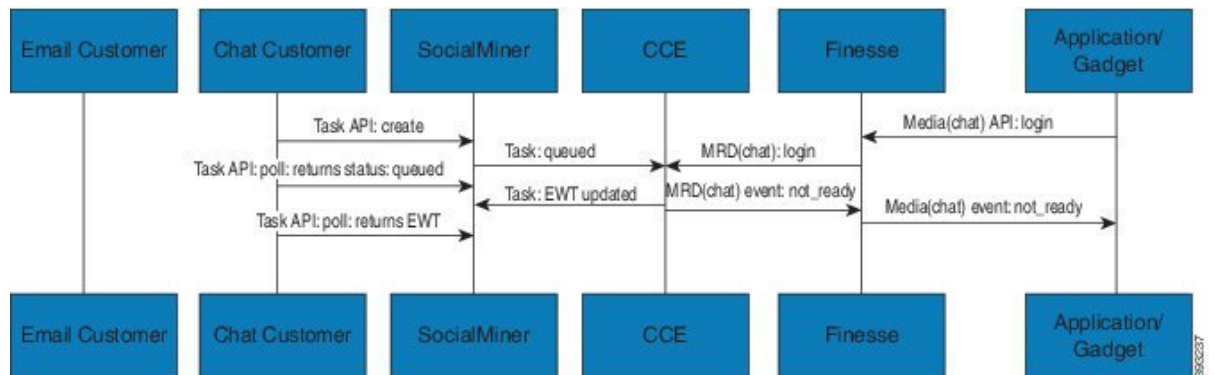 Email Customer
Chat Customer
SocialMiner
CCE
Finesse
Application/
Gadget
Task API: create
Media(chat) API: login
Task: queued
MRD(chat): login
Task API: poll: returns status: queued
Task: EWT updated
MRD(chat) event: not_ready
Media(chat) event: not_ready
Task API: poll: returns EWT
Email Customer
Chat Customer
SocialMiner
CCE
Finesse
Application/
Gadget
393237